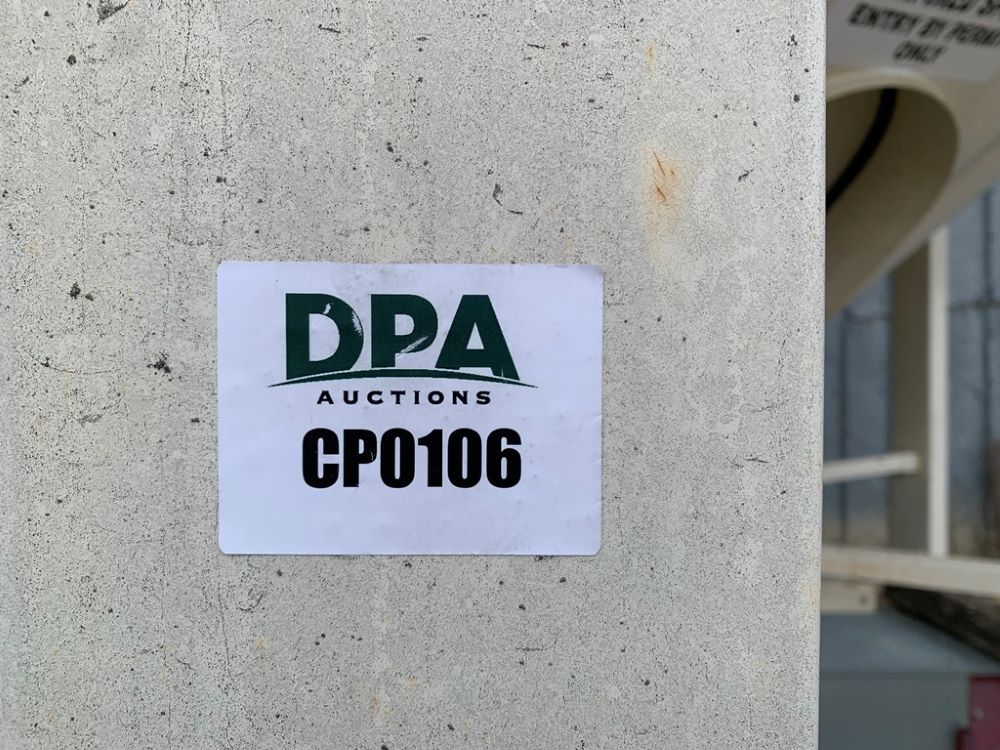 ENTRY BY PERMIT
ONLY
DPA
AUCTIONS
CP0106